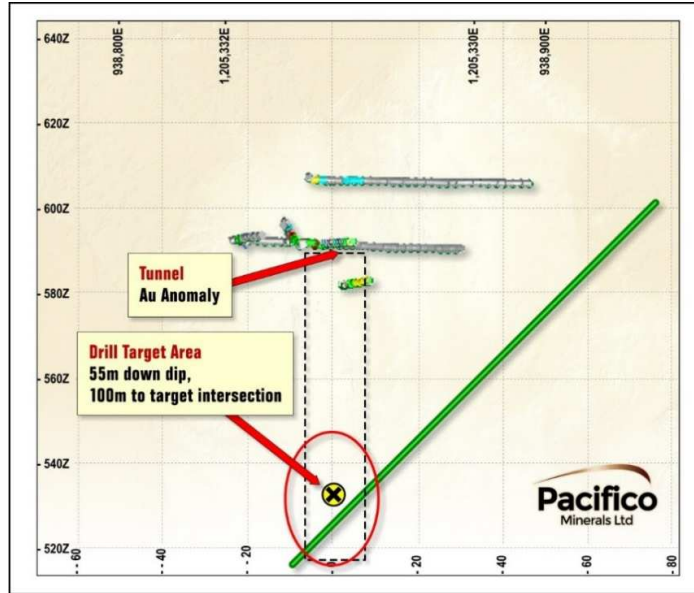 938,800E
1,205,332E
1,205,330E
938,900E
- 640Z
- 620Z
- 600Z
- 580Z
- 560Z
- 540Z
- 520Z
Tunnel
Au Anomaly
Drill Target Area
55m down dip,
100m to target intersection
Pacifico
Minerals Ltd
- 60
- 40
- 20
- 0
- 20
- 40
- 60
- 80